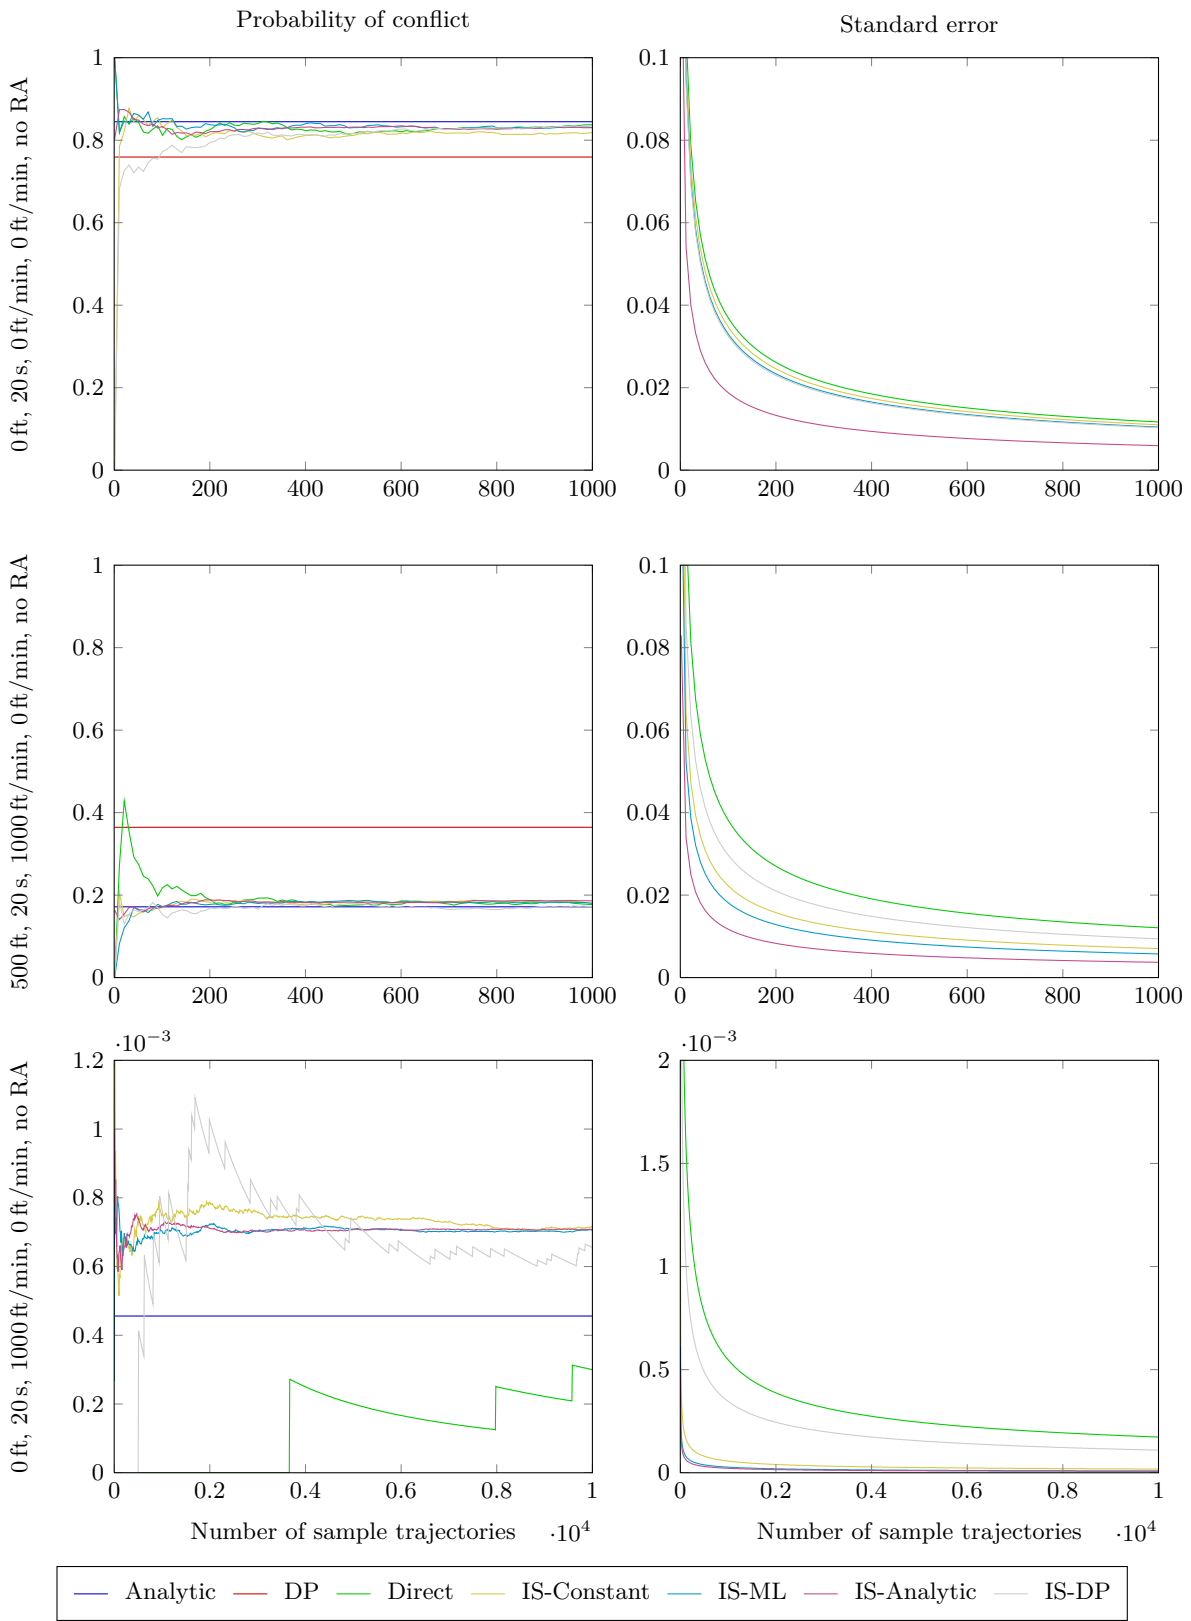 Probability of conflict
Standard error
0 ft, 20 s, 0 ft/min, 0 ft/min, no RA
1
0.8
0.6
0.4
0.2
0
0 200 400 600 800 1000
0.1
0.08
0.06
0.04
0.02
0
0 200 400 600 800 1000
500 ft, 20 s, 1000 ft/min, 0 ft/min, no RA
1
0.8
0.6
0.4
0.2
0
0 200 400 600 800 1000
0.1
0.08
0.06
0.04
0.02
0
0 200 400 600 800 1000
0 ft, 20 s, 1000 ft/min, 0 ft/min, no RA
·10⁻³
1.2
1
0.8
0.6
0.4
0.2
0
0 0.2 0.4 0.6 0.8 1
Number of sample trajectories ·10⁴
·10⁻³
2
1.5
1
0.5
0
0 0.2 0.4 0.6 0.8 1
Number of sample trajectories ·10⁴
Analytic DP Direct IS-Constant IS-ML IS-Analytic IS-DP